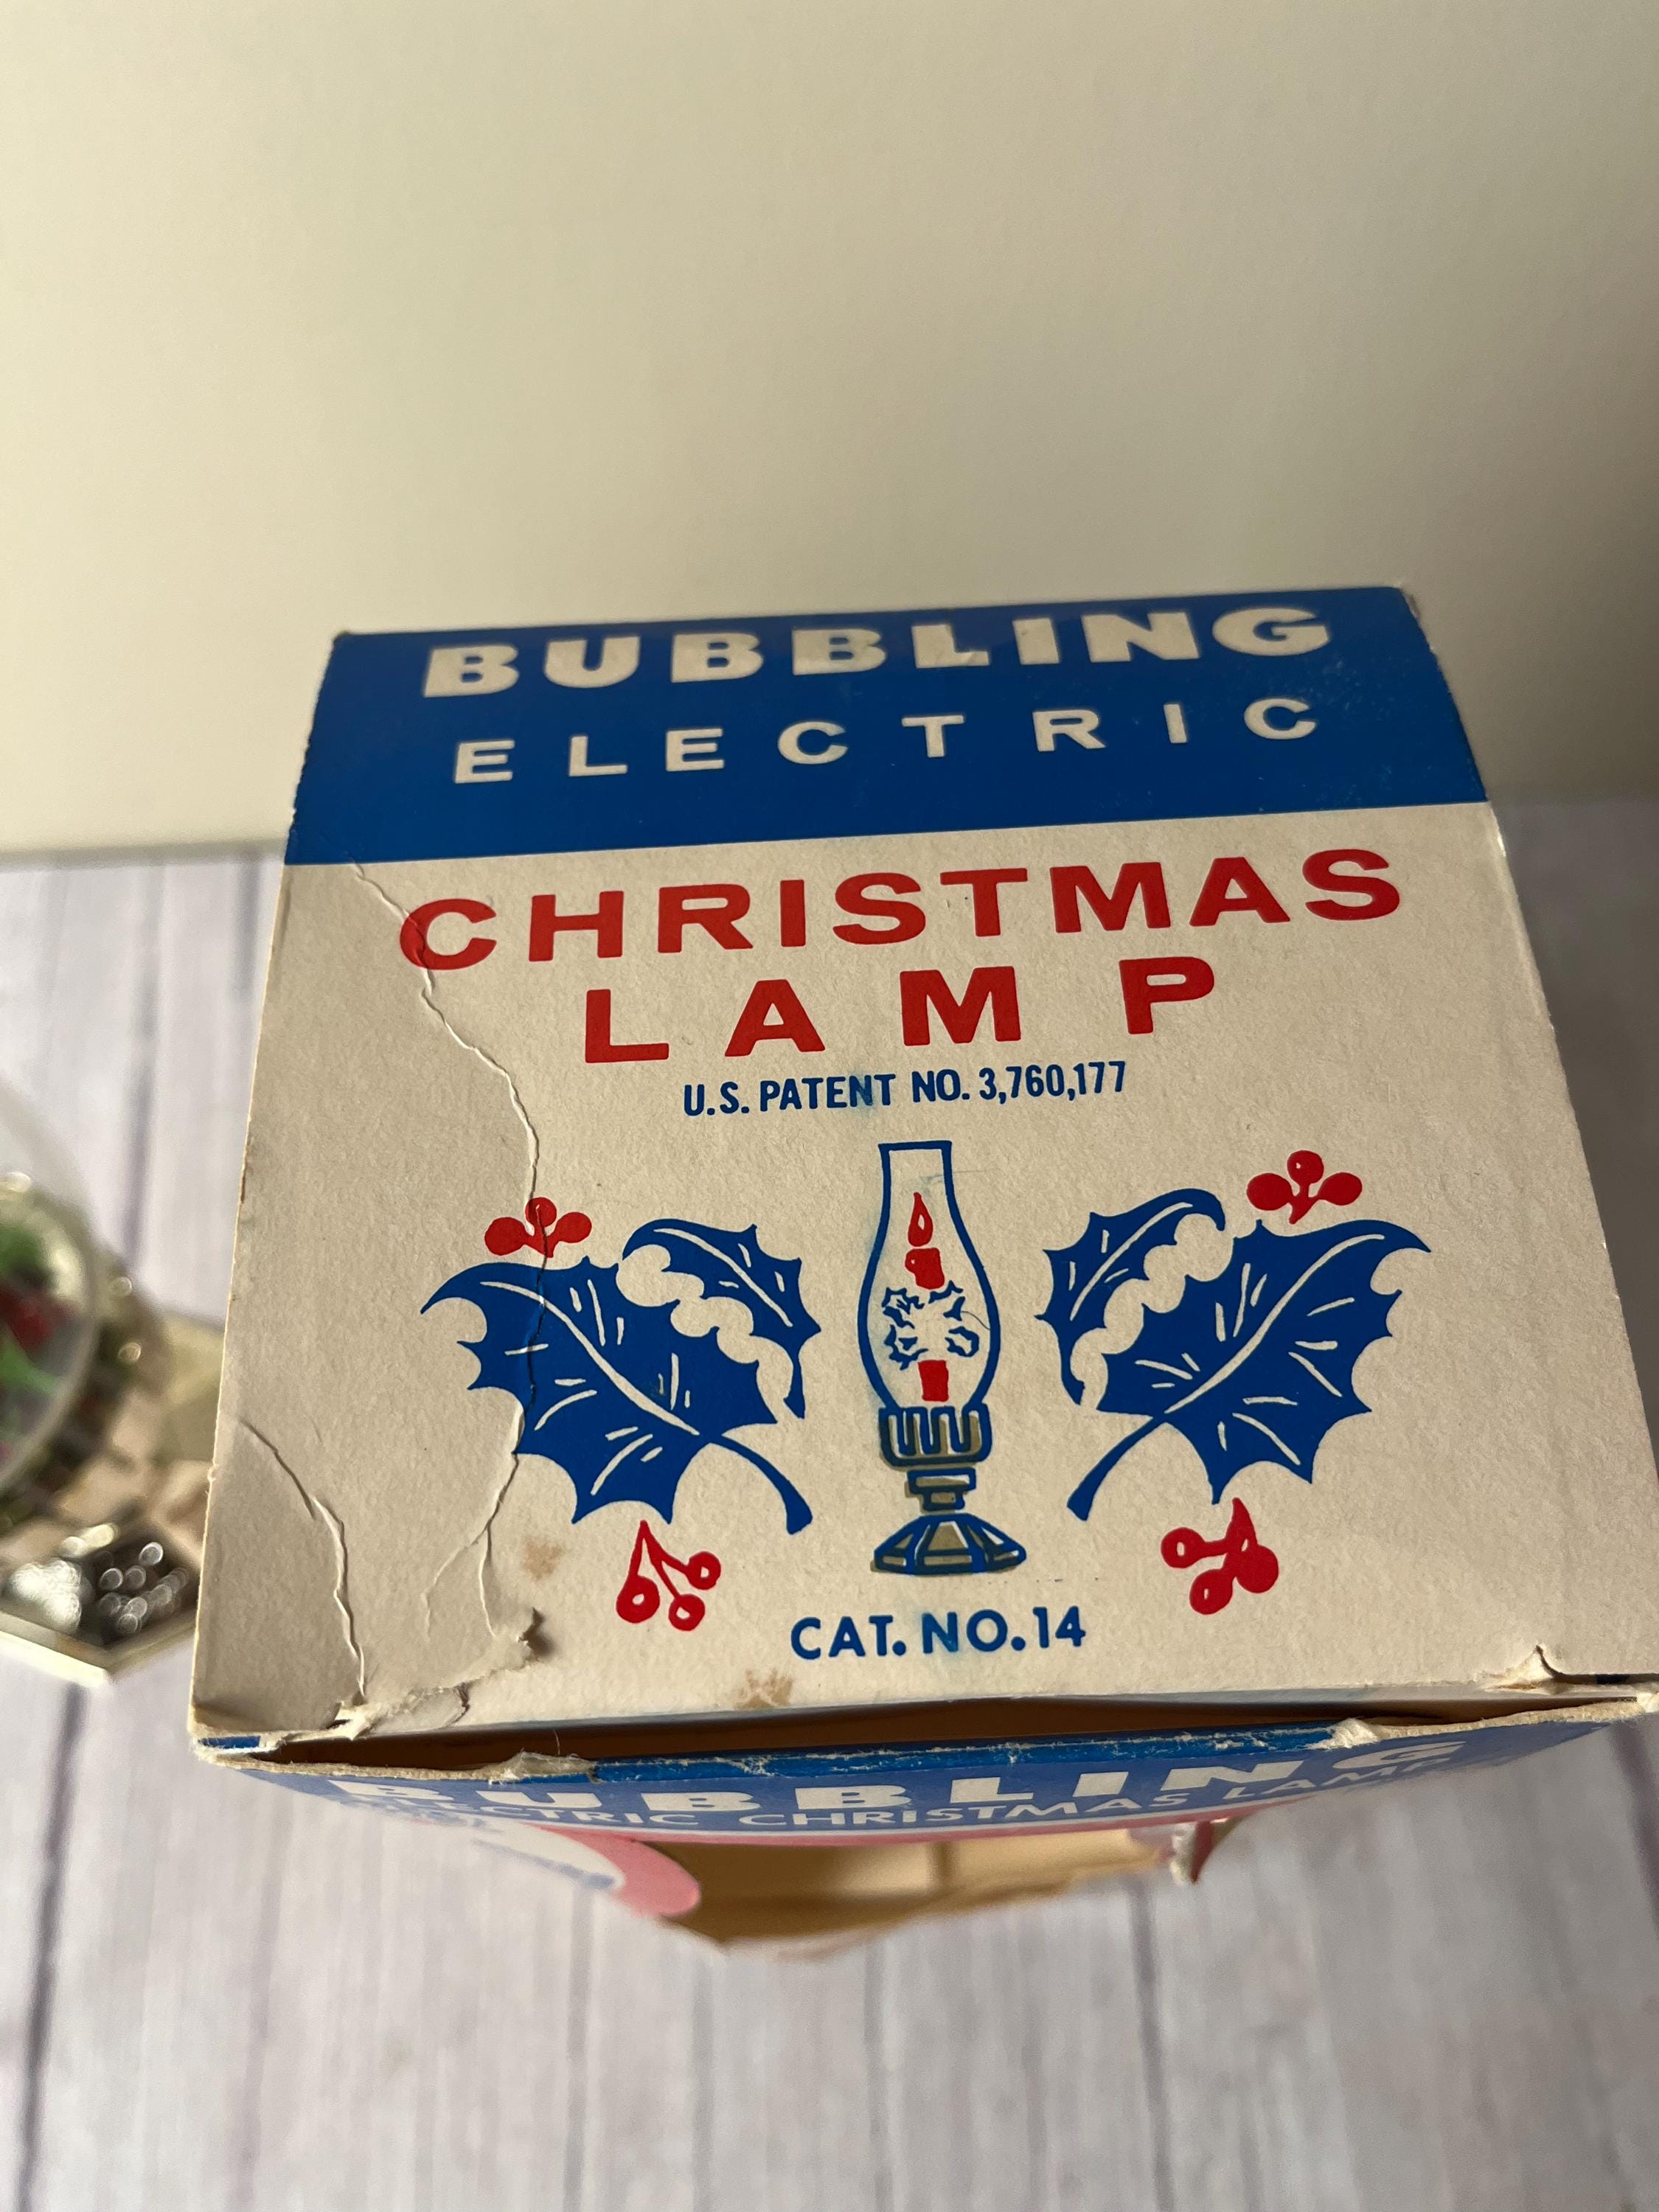 BUBBLING
ELECTRIC
CHRISTMAS
LAMP
U.S. PATENT NO. 3,760,177
CAT. NO. 14
BUBBLING
ELECTRIC CHRISTMAS LAMP